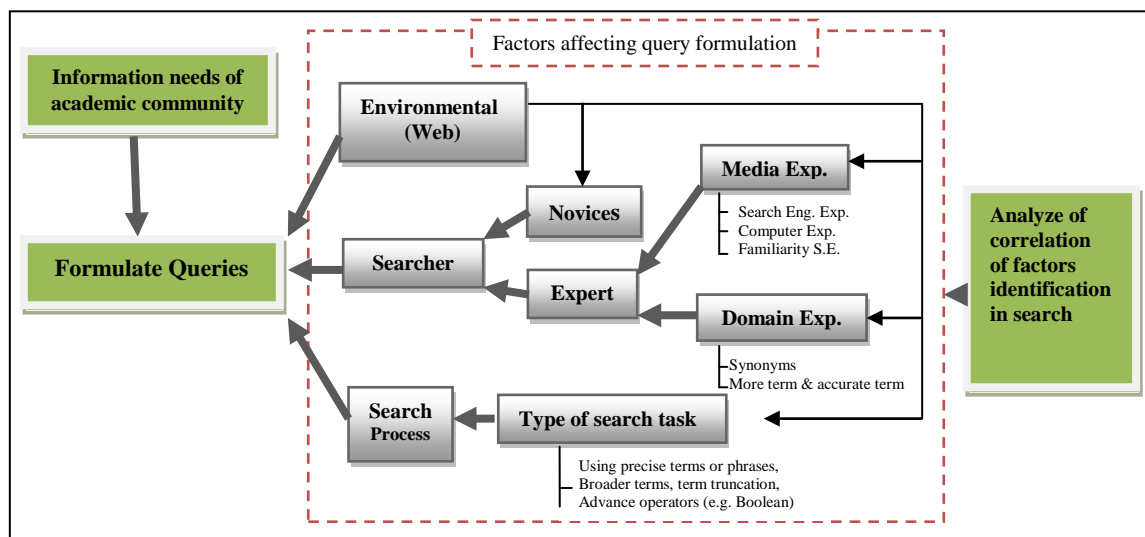 Factors affecting query formulation
Information needs of
academic community
Environmental
(Web)
Media Exp.
Search Eng. Exp.
Computer Exp.
Familiarity S.E.
Novices
Analyze of
correlation
of factors
identification
in search
Formulate Queries
Searcher
Expert
Domain Exp.
Synonyms
More term & accurate term
Search
Process
Type of search task
Using precise terms or phrases,
Broader terms, term truncation,
Advance operators (e.g. Boolean)